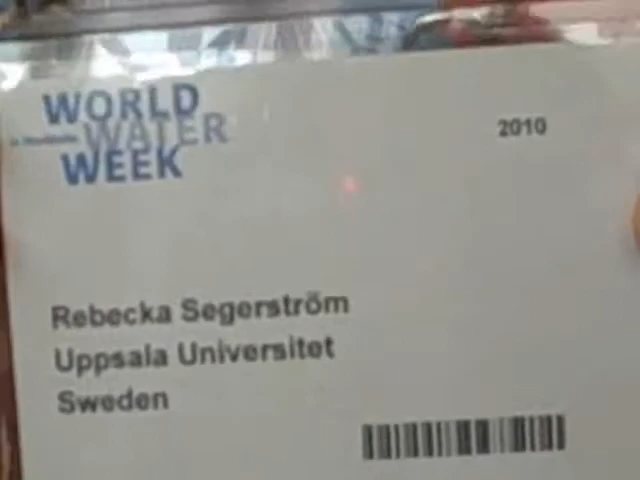 WORLD
WATER
WEEK
2010
Rebecka Segerström
Uppsala Universitet
Sweden